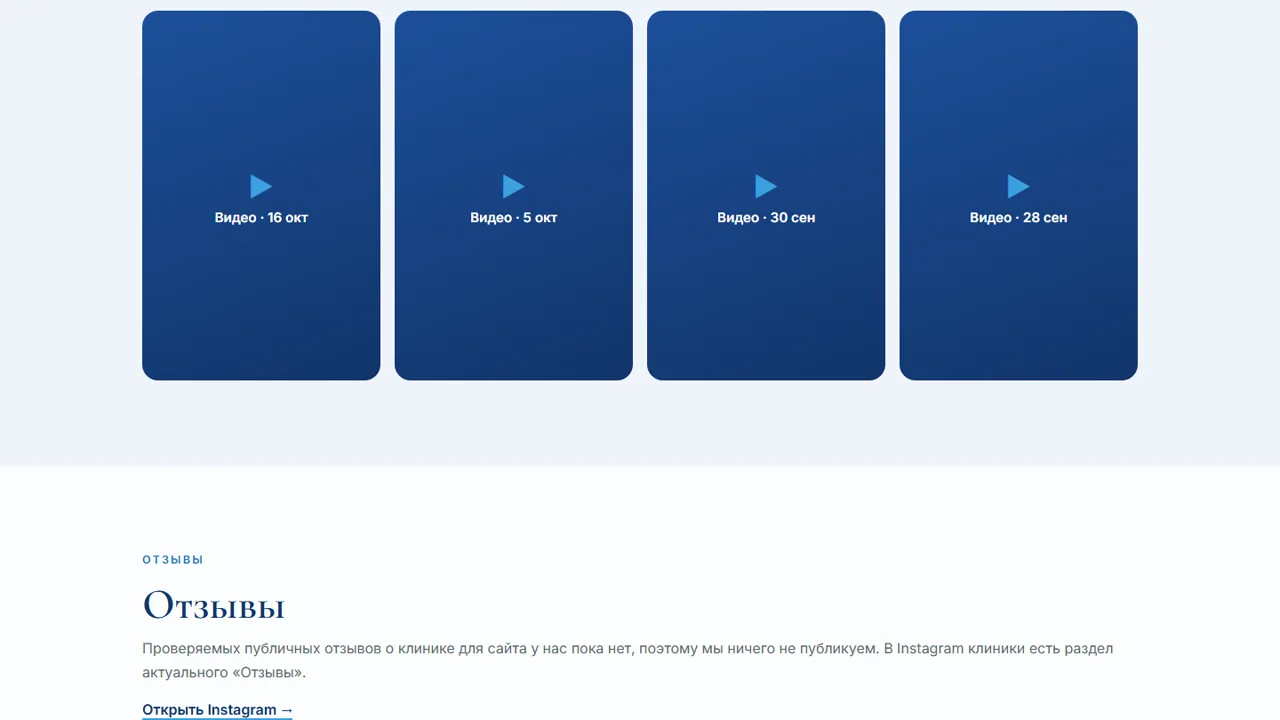 Видео · 16 окт
Видео · 5 окт
Видео · 30 сен
Видео · 28 сен
ОТЗЫВЫ
Отзывы
Проверяемых публичных отзывов о клинике для сайта у нас пока нет, поэтому мы ничего не публикуем. В Instagram клиники есть раздел
актуального «Отзывы».
Открыть Instagram →